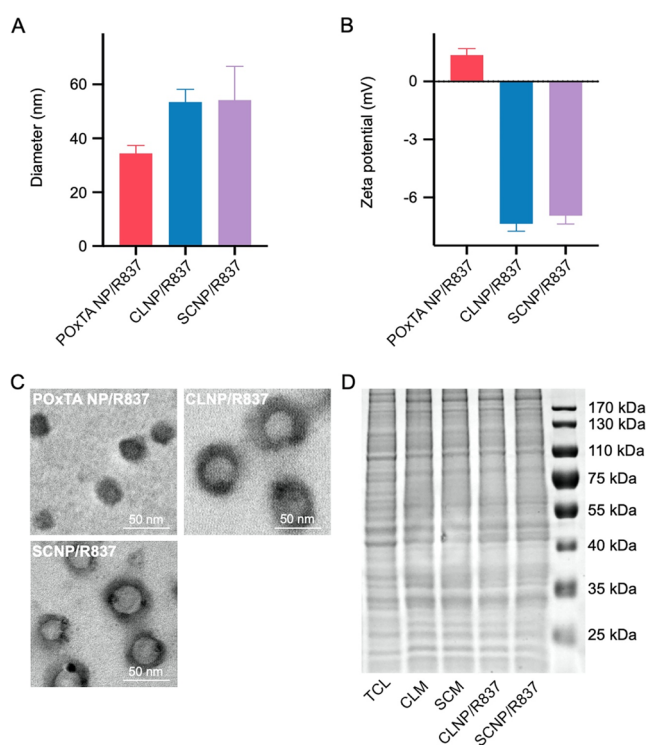 A
Diameter (nm)
60
40
20
0
POxTA NP/R837
CLNP/R837
SCNP/R837
B
Zeta potential (mV)
0
-3
-6
POxTA NP/R837
CLNP/R837
SCNP/R837
C
POxTA NP/R837
50 nm
CLNP/R837
50 nm
SCNP/R837
50 nm
D
170 kDa
130 kDa
110 kDa
75 kDa
55 kDa
40 kDa
35 kDa
25 kDa
TCL
CLM
SCM
CLNP/R837
SCNP/R837